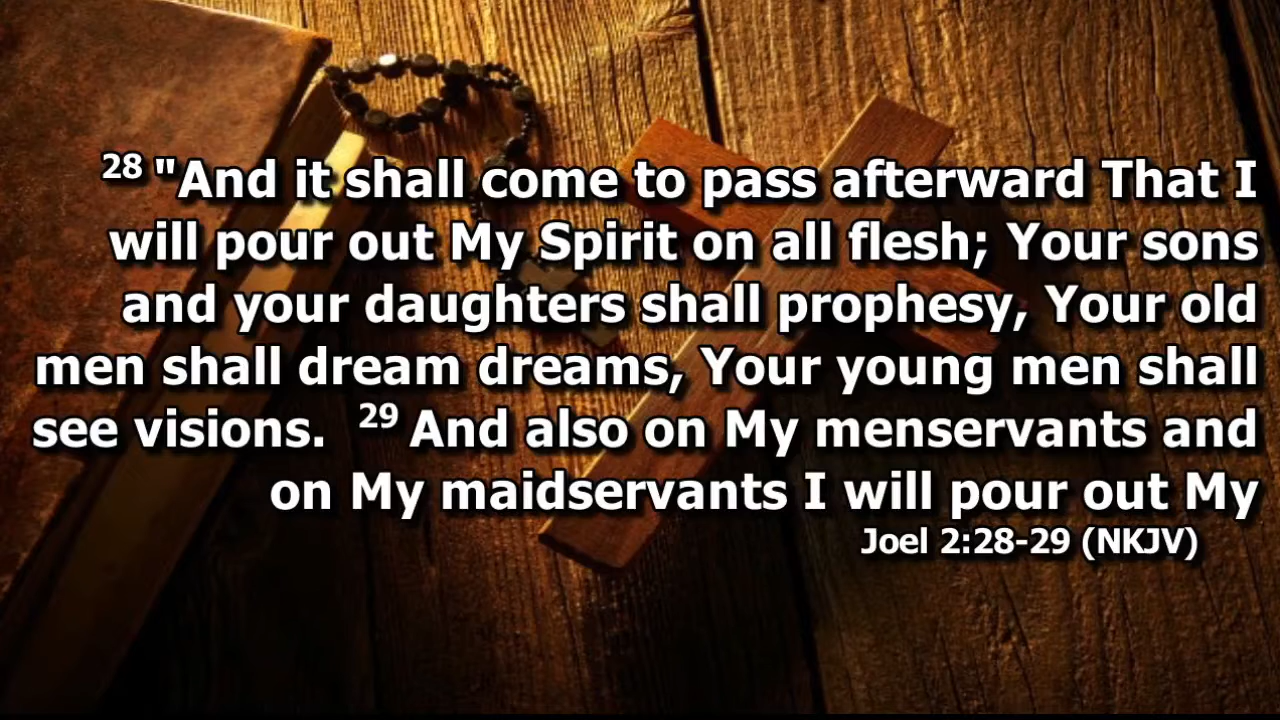 28 "And it shall come to pass afterward That I
will pour out My Spirit on all flesh; Your sons
and your daughters shall prophesy, Your old
men shall dream dreams, Your young men shall
see visions. 29 And also on My menservants and
on My maidservants I will pour out My
Joel 2:28-29 (NKJV)